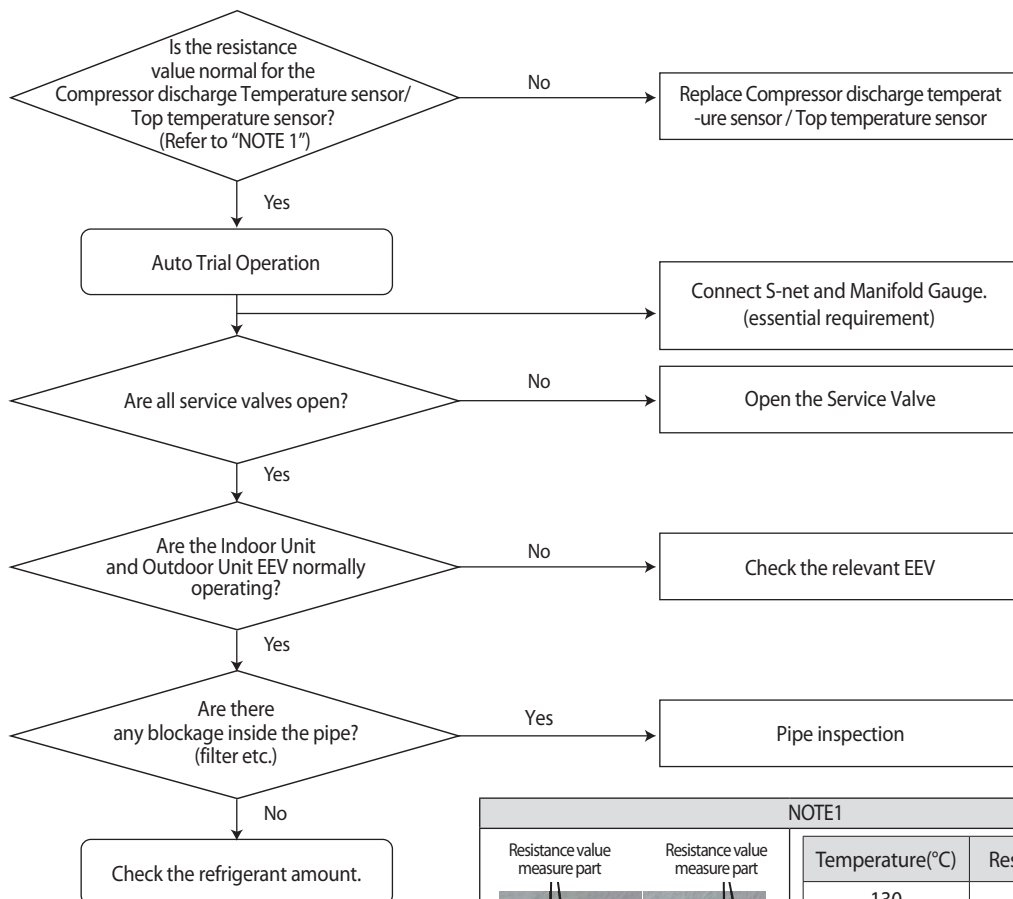 Is the resistance
value normal for the
Compressor discharge Temperature sensor/
Top temperature sensor?
(Refer to “NOTE 1”)
No
Replace Compressor discharge temperat
-ure sensor / Top temperature sensor
Yes
Auto Trial Operation
Connect S-net and Manifold Gauge.
(essential requirement)
Are all service valves open?
No
Open the Service Valve
Yes
Are the Indoor Unit
and Outdoor Unit EEV normally
operating?
No
Check the relevant EEV
Yes
Are there
any blockage inside the pipe?
(filter etc.)
Yes
Pipe inspection
No
Check the refrigerant amount.
NOTE1
Resistance value
measure part
Resistance value
measure part
Temperature(°C)